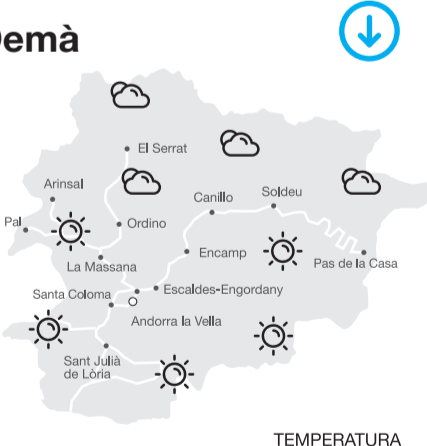 Demà
El Serrat
Arinsal
Canillo
Soldeu
Pal
Ordino
Encamp
La Massana
Pas de la Casa
Santa Coloma
Escaldes-Engordany
Andorra la Vella
Sant Julià
de Lòria
TEMPERATURA